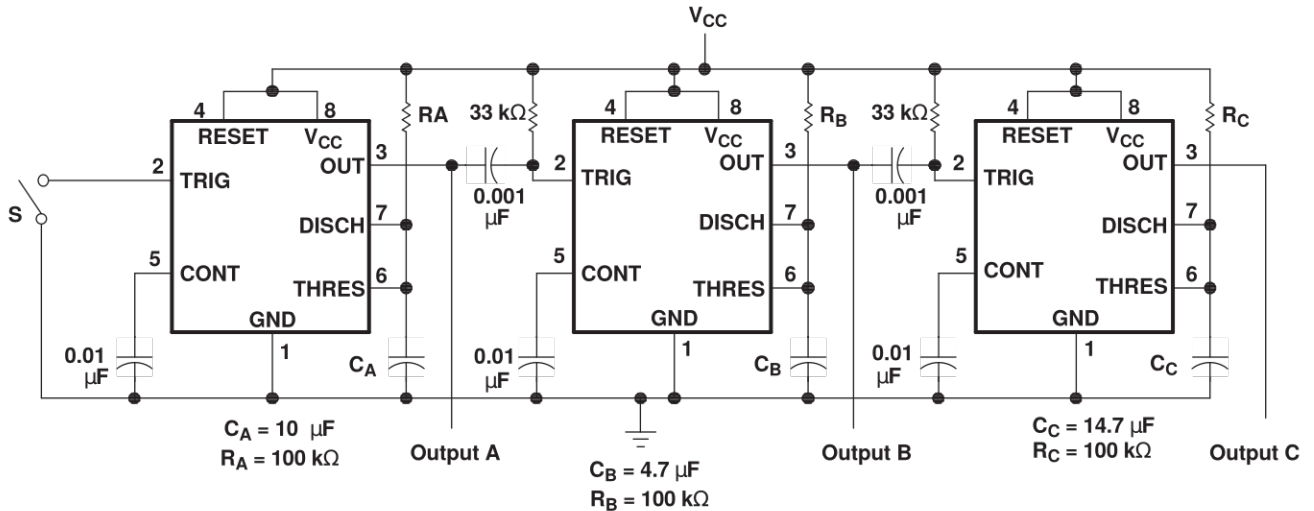 VCC
4 8 RA 33 kΩ 4 8 RB 33 kΩ 4 8 RC
RESET VCC RESET VCC RESET VCC
2 TRIG OUT 3 2 TRIG OUT 3 2 TRIG OUT 3
S
0.001 μF 0.001 μF
DISCH 7 DISCH 7 DISCH 7
5 CONT 5 CONT 5 CONT
THRES 6 THRES 6 THRES 6
GND GND GND
1 1 1
0.01 μF CA 0.01 μF CB 0.01 μF CC
CA = 10 μF
RA = 100 kΩ
Output A
CB = 4.7 μF
RB = 100 kΩ
Output B
CC = 14.7 μF
RC = 100 kΩ
Output C